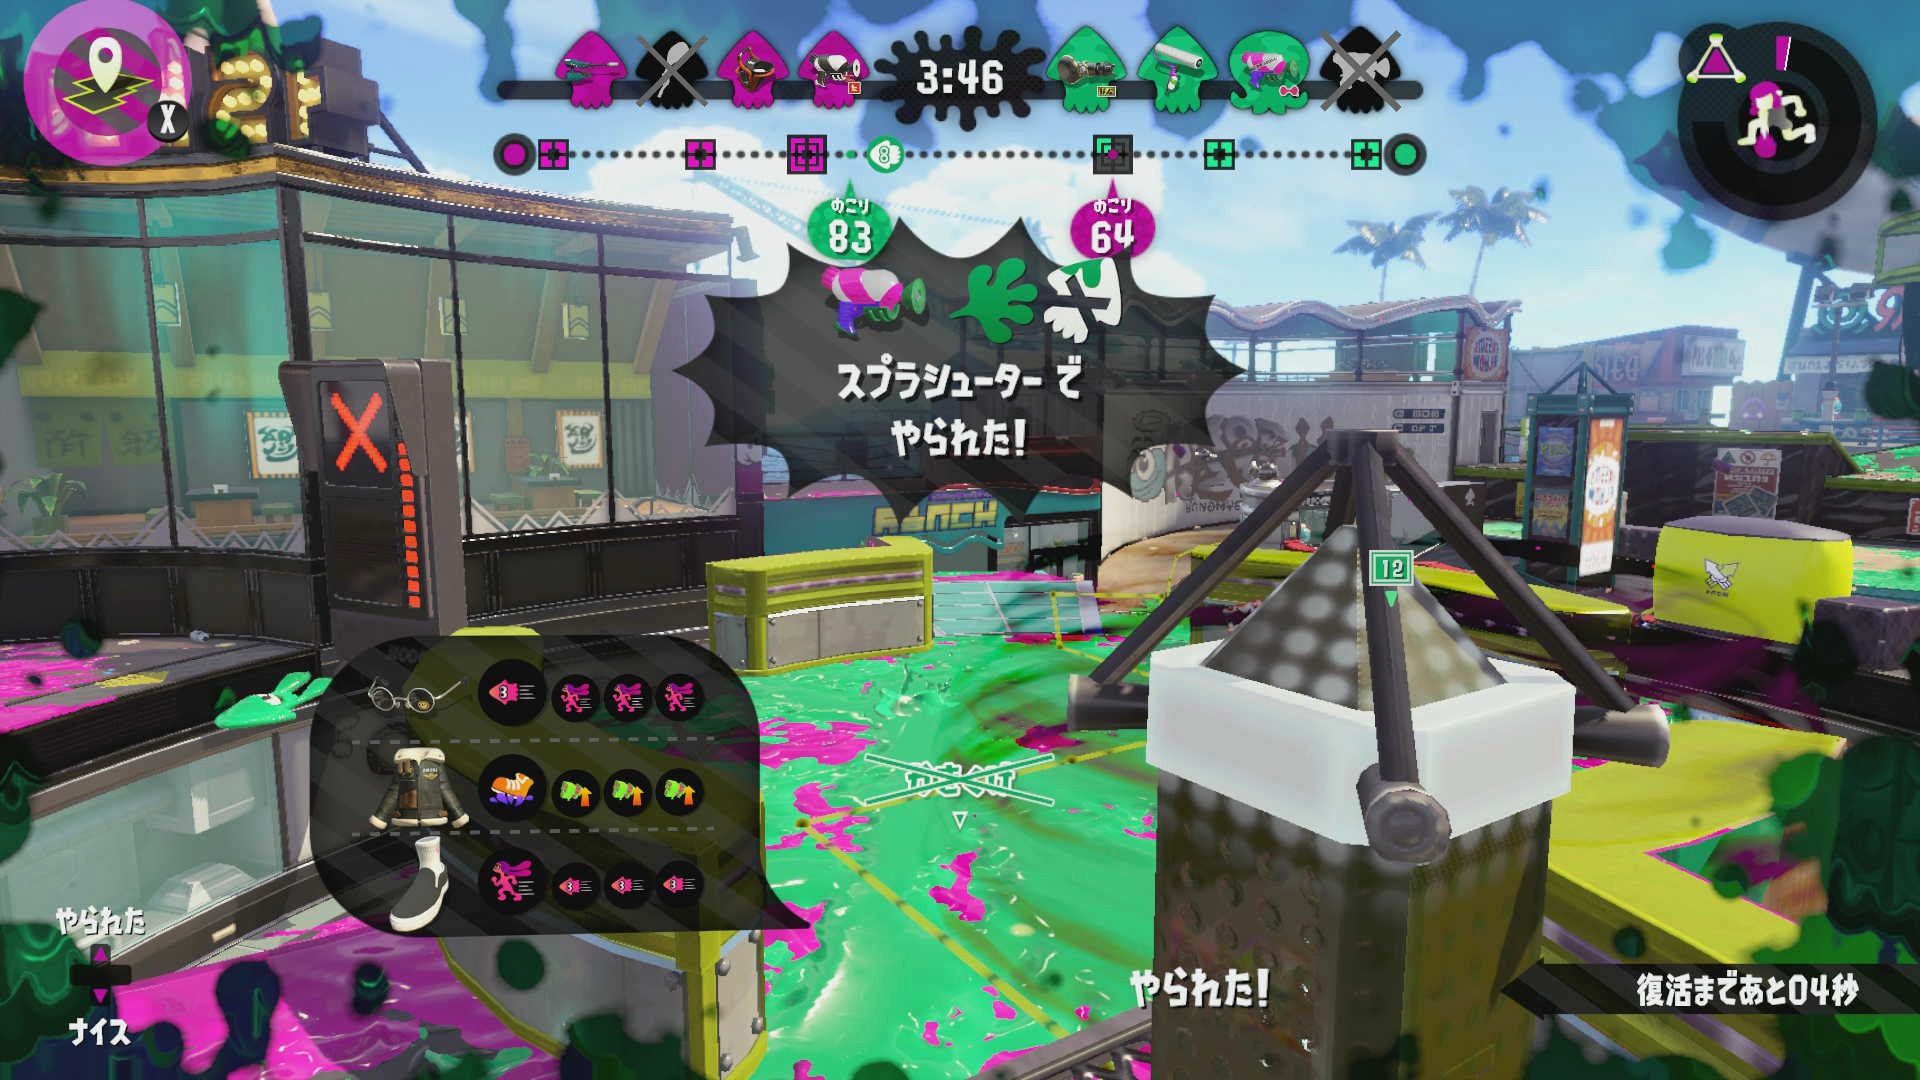 X
3:46
8
のこり
83
のこり
64
スプラシューターで
やられた!
12
やられた
ナイス
やられた!
復活まであと04秒